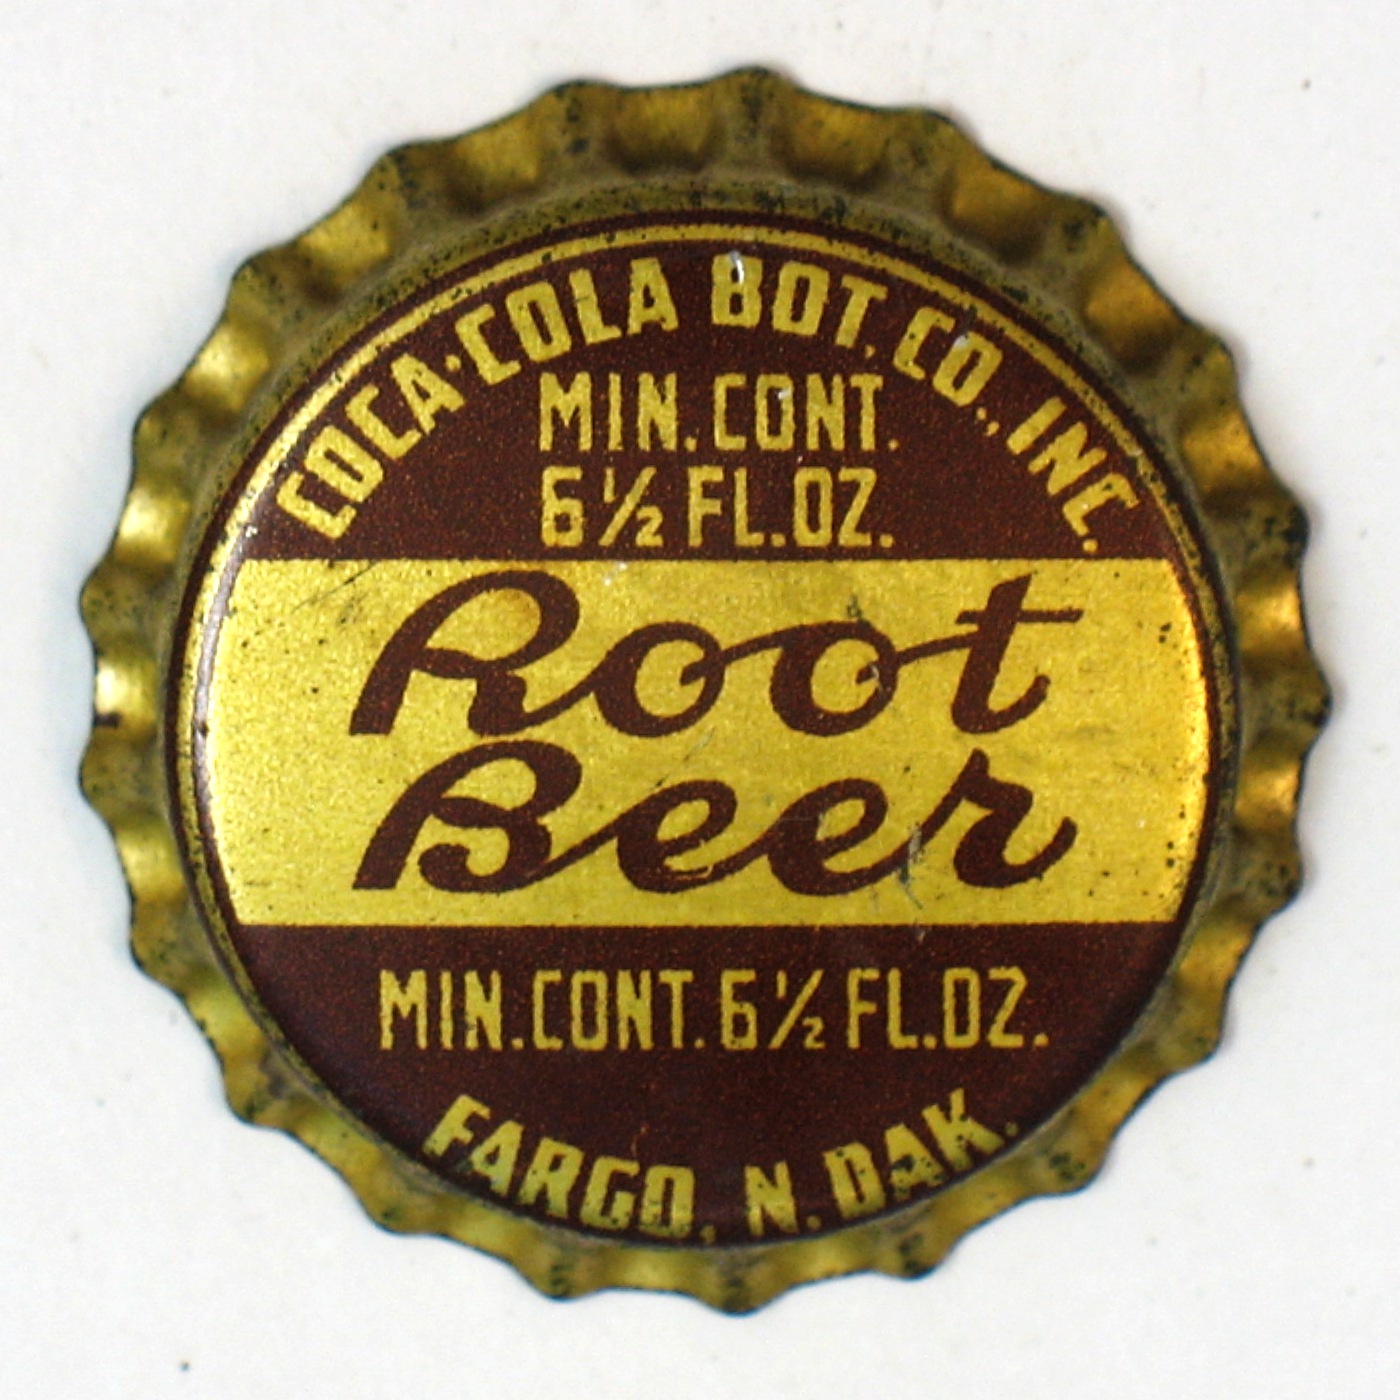 COCA·COLA BOT. CO., INC.
MIN. CONT.
6½ FL.OZ.
Root
Beer
MIN.CONT. 6½ FL.OZ.
FARGO, N. DAK.